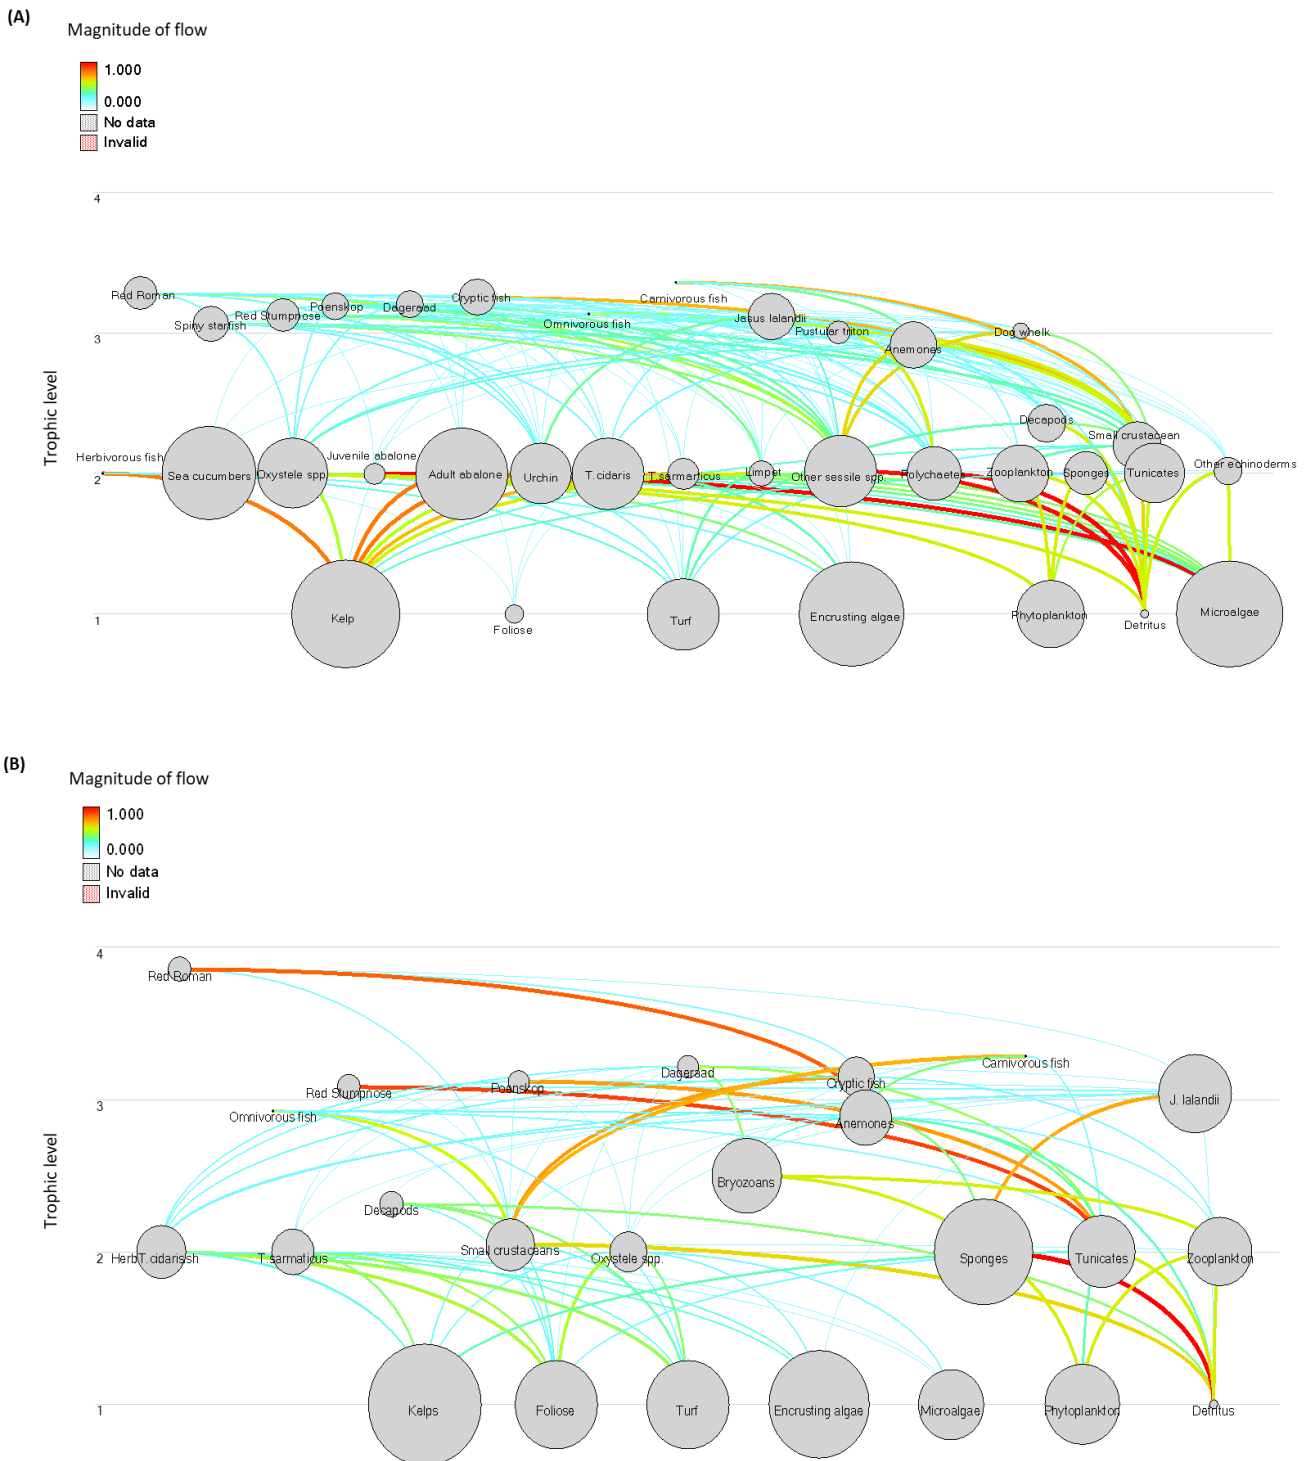 (A)
Magnitude of flow
1.000
0.000
No data
Invalid
Trophic level
4
3
2
1
Red Roman
Spiny starfish
Red Stumpnose
Poenskop
Dageraad
Cryptic fish
Omnivorous fish
Carnivorous fish
Jasus lalandii
Pustular triton
Anemones
Dog whelk
Decapods
Small crustacean
Herbivorous fish
Sea cucumbers
Oxystele spp
Juvenile abalone
Adult abalone
Urchin
T.cidaris
T.sarmarticus
Limpet
Other sessile spp.
Polychaete
Zooplankton
Sponges
Tunicates
Other echinoderms
Kelp
Foliose
Turf
Encrusting algae
Phytoplankton
Detritus
Microalgae
(B)
Magnitude of flow
1.000
0.000
No data
Invalid
Trophic level
4
3
2
1
Red Roman
Red Stumpnose
Omnivorous fish
Poenskop
Dageraad
Cryptic fish
Carnivorous fish
J. lalandii
Anemones
Bryozoans
Decapods
T. cidaris
T.sarmaticus
Small crustaceans
Oxystele spp.
Sponges
Tunicates
Zooplankton
Kelps
Foliose
Turf
Encrusting algae
Microalgae
Phytoplankton
Detritus